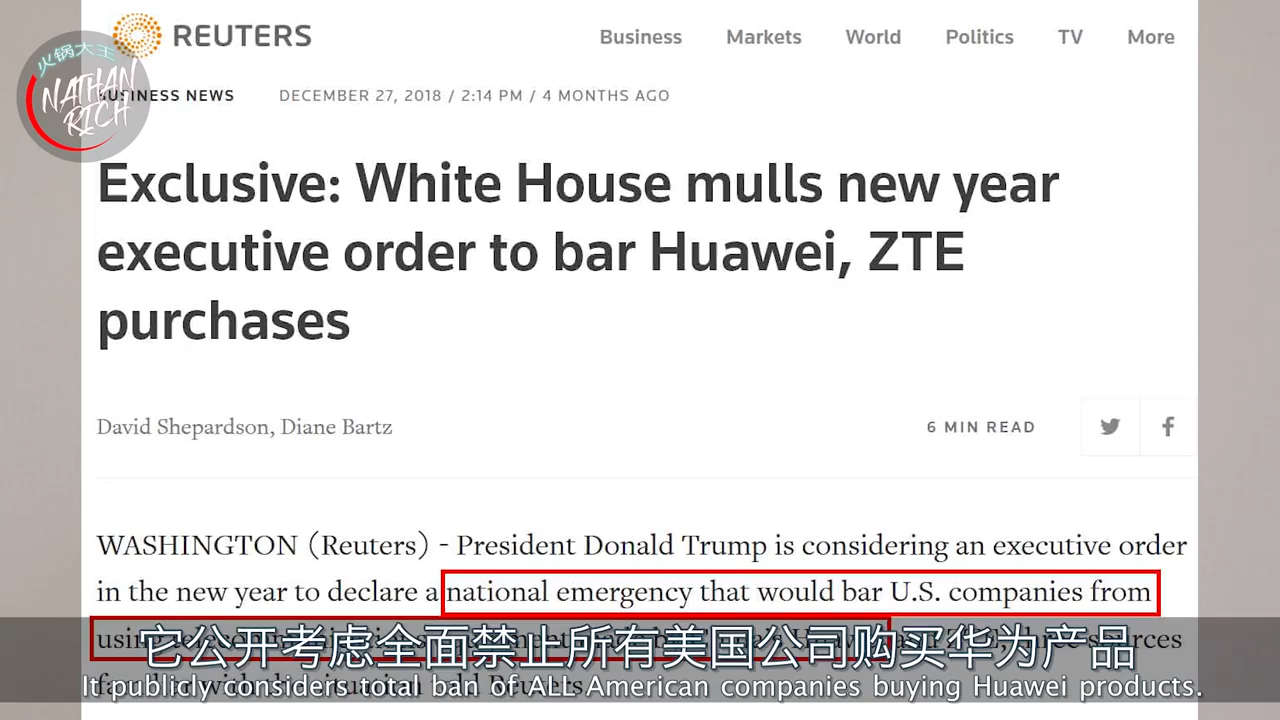 REUTERS
Business Markets World Politics TV More
火锅大王
NATHAN
RICH
BUSINESS NEWS DECEMBER 27, 2018 / 2:14 PM / 4 MONTHS AGO
Exclusive: White House mulls new year
executive order to bar Huawei, ZTE
purchases
David Shepardson, Diane Bartz
6 MIN READ
WASHINGTON (Reuters) - President Donald Trump is considering an executive order
in the new year to declare a national emergency that would bar U.S. companies from
using sources
它公开考虑全面禁止所有美国公司购买华为产品
It publicly considers total ban of ALL American companies buying Huawei products.